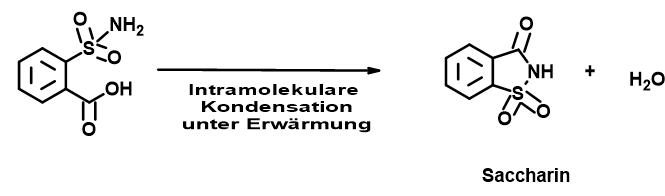 O
NH2
S
O
OH
O
Intramolekulare
Kondensation
unter Erwärmung
O
NH
S
O
O
+
H2O
Saccharin